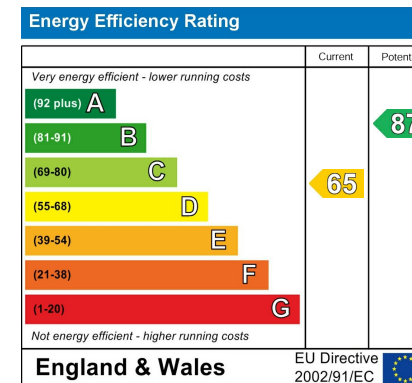 Energy Efficiency Rating
Current Potent
Very energy efficient - lower running costs
(92 plus) A
(81-91) B
(69-80) C
(55-68) D
(39-54) E
(21-38) F
(1-20) G
65
87
Not energy efficient - higher running costs
England & Wales
EU Directive
2002/91/EC